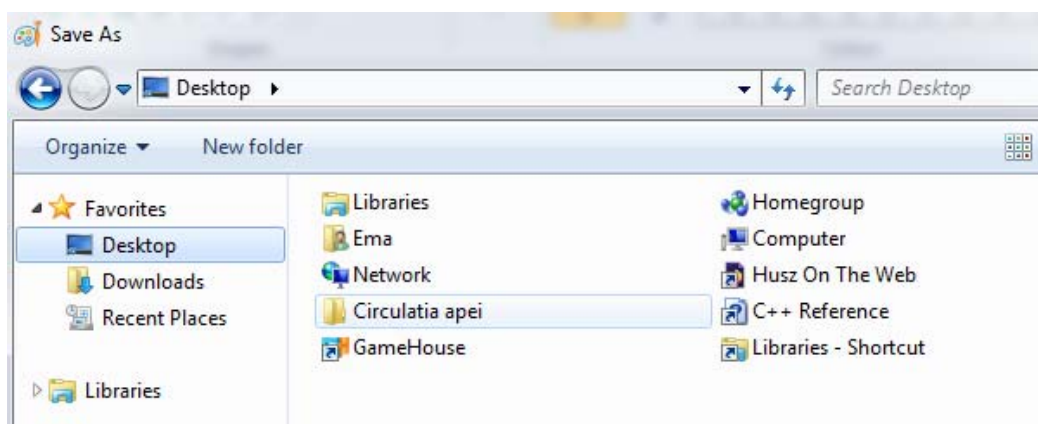 Save As
Desktop
Search Desktop
Organize New folder
Favorites
Desktop
Downloads
Recent Places
Libraries
Libraries
Ema
Network
Circulatia apei
GameHouse
Homegroup
Computer
Husz On The Web
C++ Reference
Libraries - Shortcut